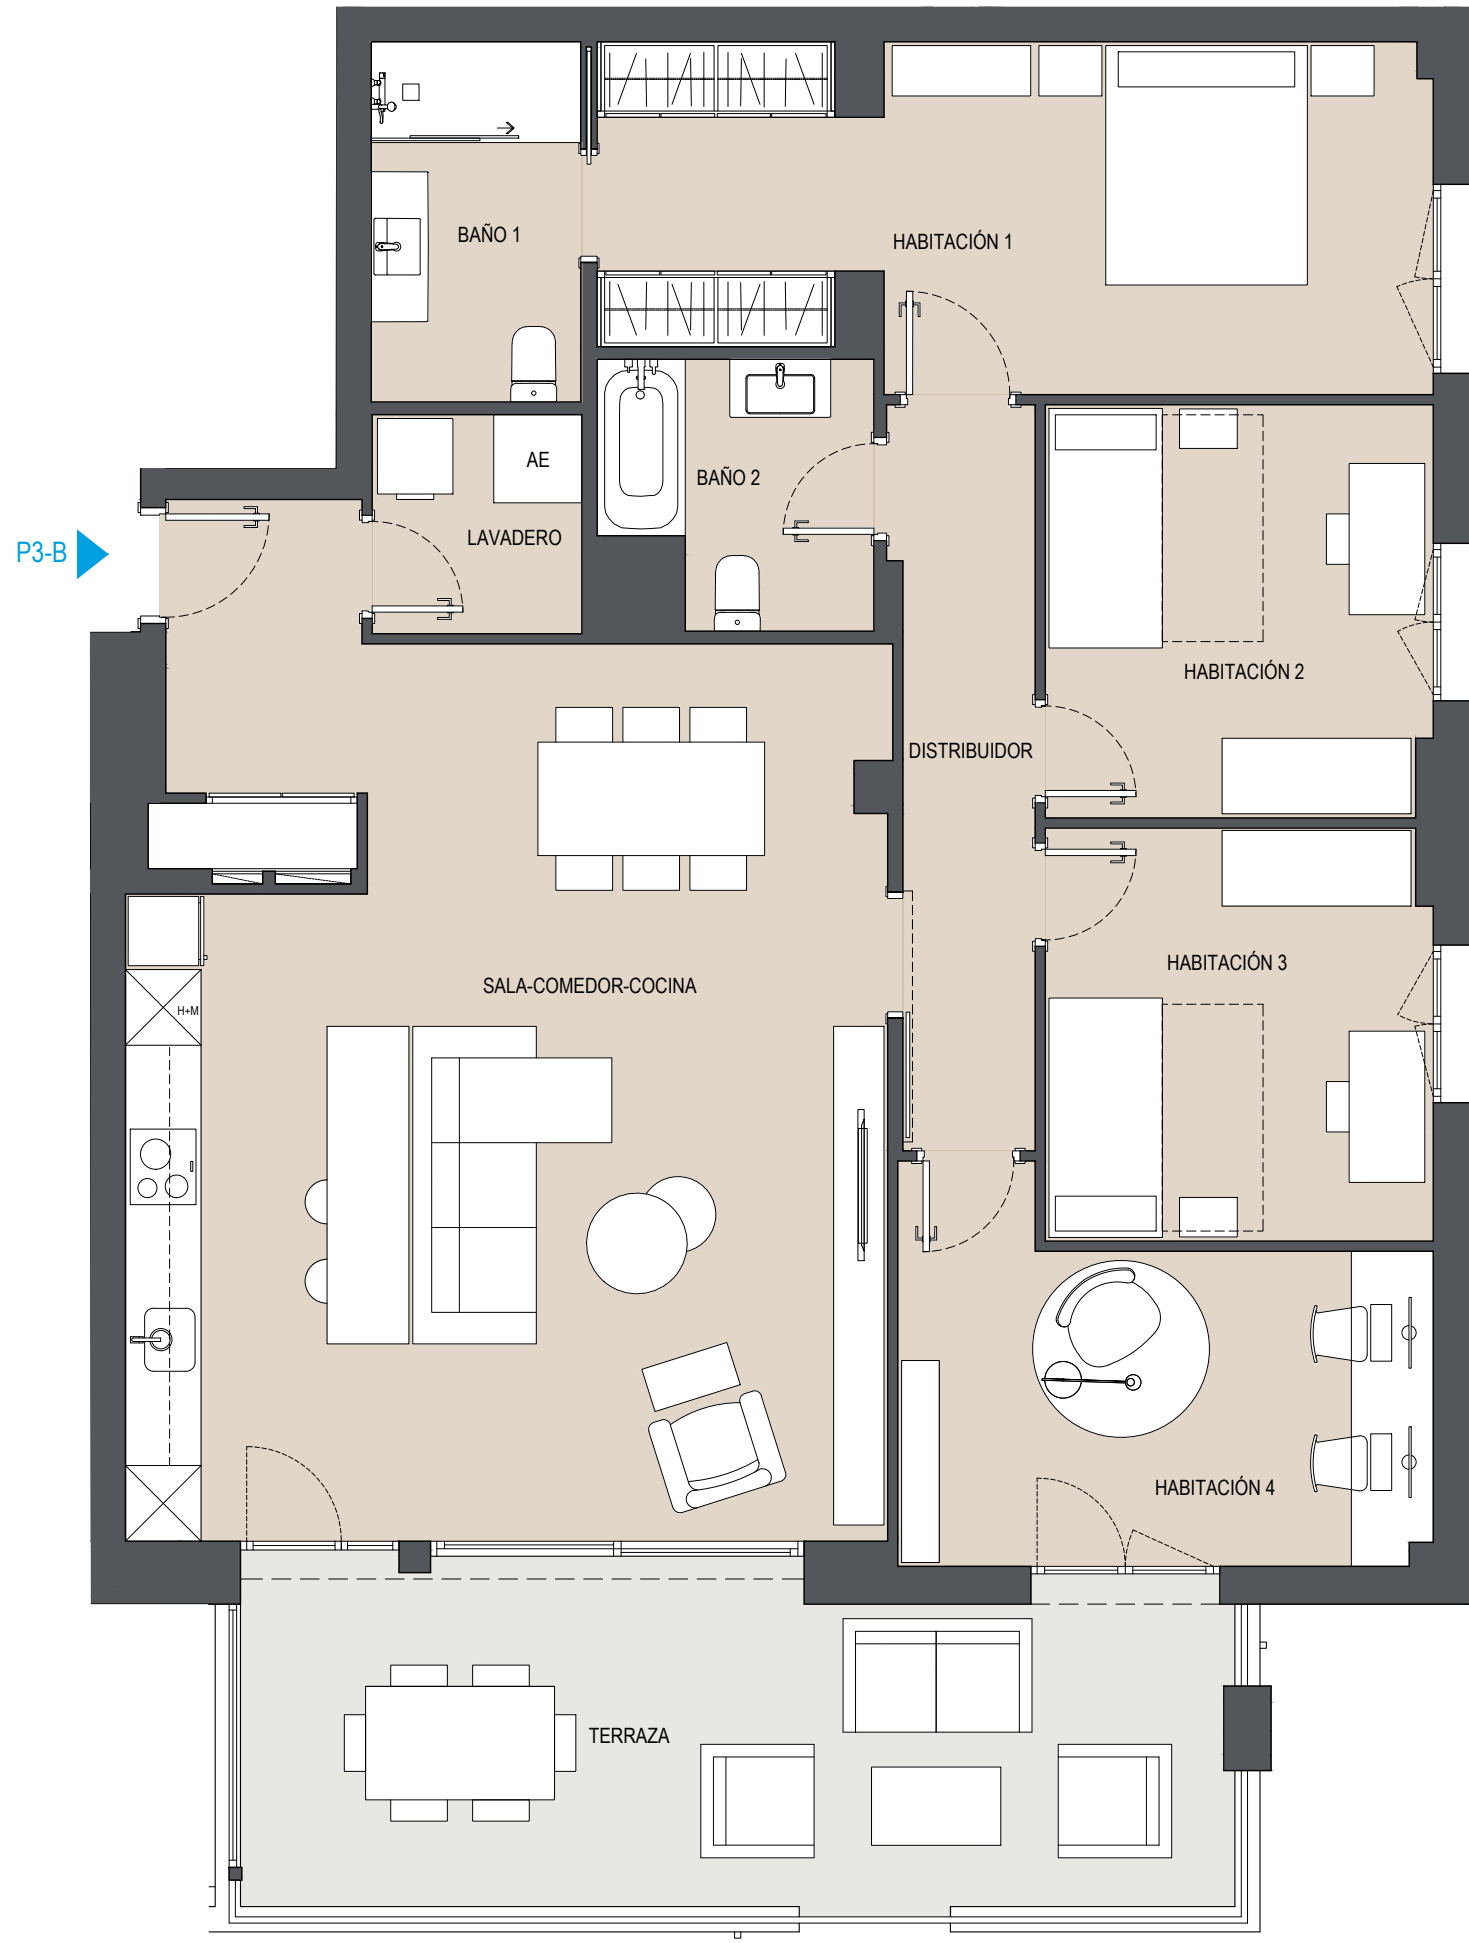 BAÑO 1
HABITACIÓN 1
AE
BAÑO 2
LAVADERO
P3-B
HABITACIÓN 2
DISTRIBUIDOR
HABITACIÓN 3
SALA-COMEDOR-COCINA
H+M
HABITACIÓN 4
TERRAZA